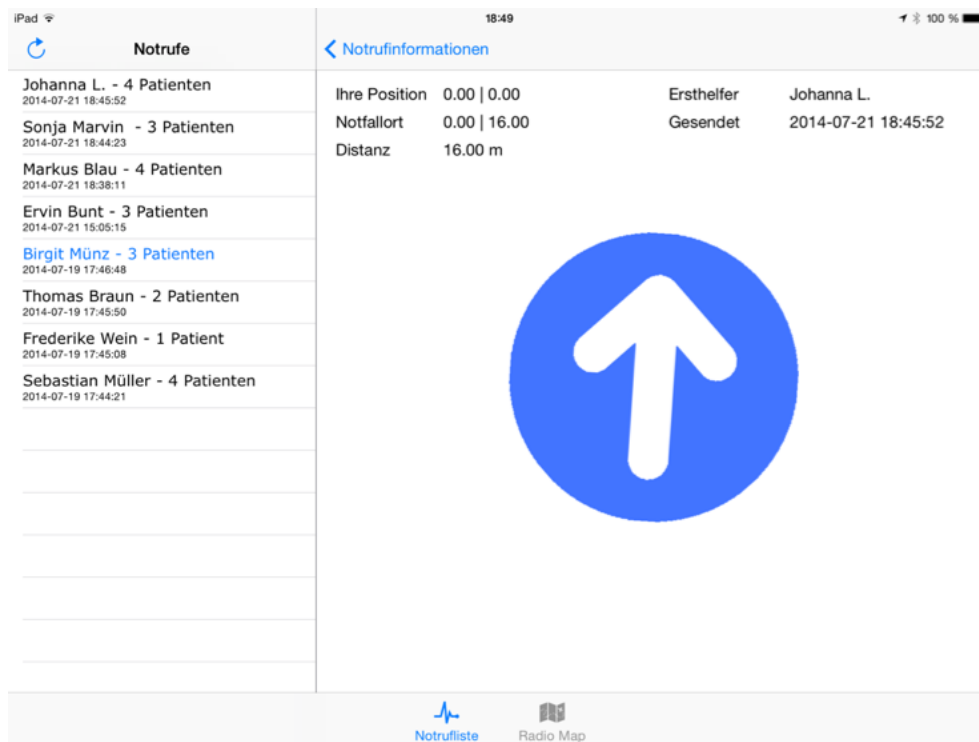 iPad 18:49 100 %
Notrufe
Notrufinformationen
Johanna L. - 4 Patienten
2014-07-21 18:45:52
Sonja Marvin - 3 Patienten
2014-07-21 18:44:23
Markus Blau - 4 Patienten
2014-07-21 18:38:11
Ervin Bunt - 3 Patienten
2014-07-21 15:05:15
Birgit Münz - 3 Patienten
2014-07-19 17:46:48
Thomas Braun - 2 Patienten
2014-07-19 17:45:50
Frederike Wein - 1 Patient
2014-07-19 17:45:08
Sebastian Müller - 4 Patienten
2014-07-19 17:44:21
Ihre Position 0.00 | 0.00 Ersthelfer Johanna L.
Notfallort 0.00 | 16.00 Gesendet 2014-07-21 18:45:52
Distanz 16.00 m
Notrufliste Radio Map